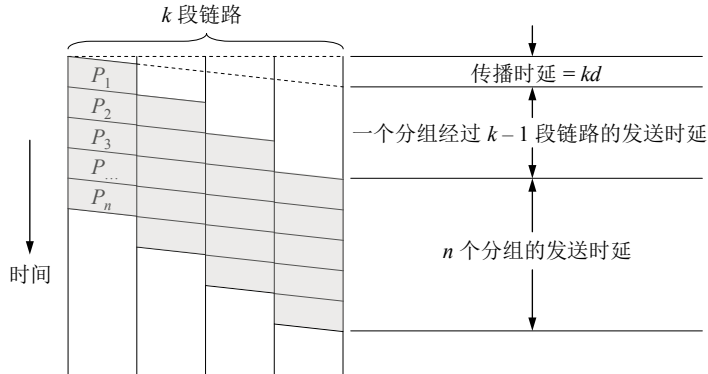 k 段链路
传播时延 = kd
P₁
一个分组经过 k – 1 段链路的发送时延
P₂
P₃
P…
Pₙ
n 个分组的发送时延
时间